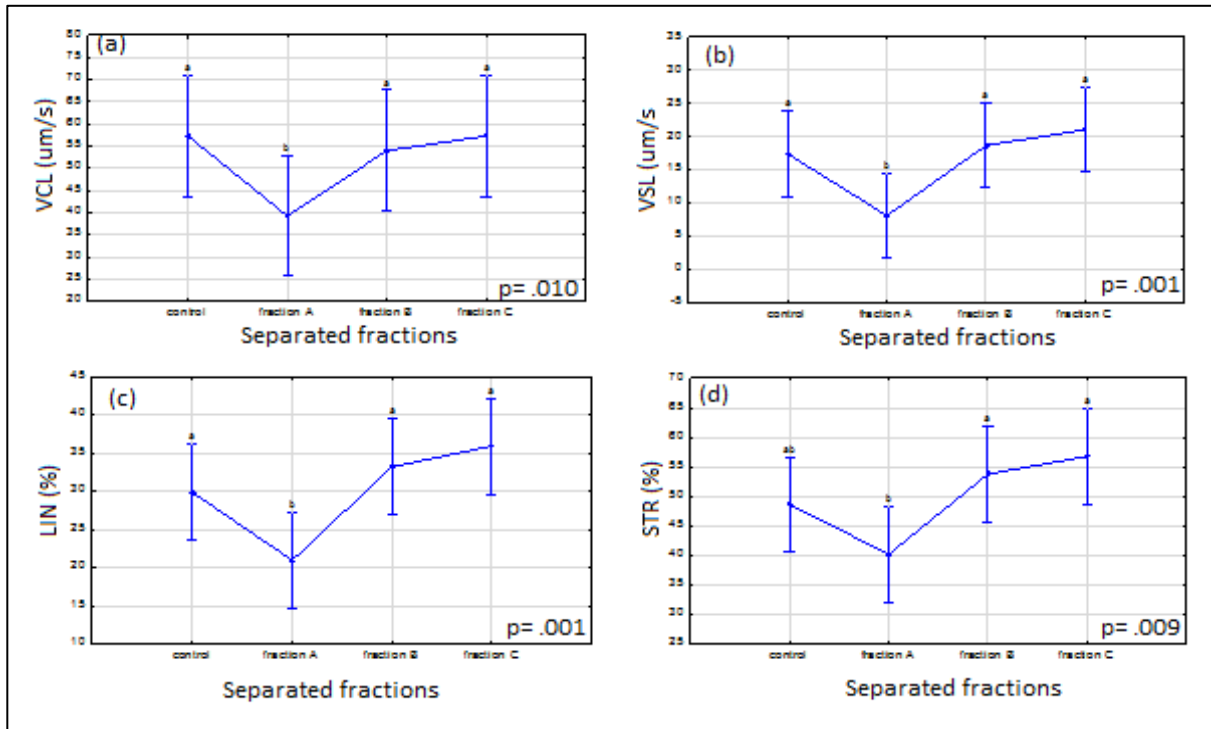 (a)
VCL (um/s)
80
75
70
65
60
55
50
45
40
35
30
25
20
a
b
a
a
p= .010
control
fraction A
fraction B
fraction C
Separated fractions
(b)
VSL (um/s)
35
30
25
20
15
10
5
0
-5
a
b
a
a
p= .001
control
fraction A
fraction B
fraction C
Separated fractions
(c)
LIN (%)
45
40
35
30
25
20
15
10
a
b
a
a
p= .001
control
fraction A
fraction B
fraction C
Separated fractions
(d)
STR (%)
70
65
60
55
50
45
40
35
30
25
ab
b
a
a
p= .009
control
fraction A
fraction B
fraction C
Separated fractions